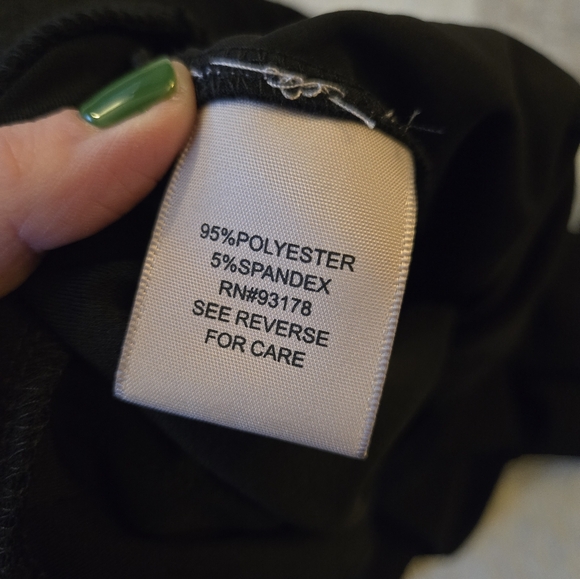 95%POLYESTER
5%SPANDEX
RN#93178
SEE REVERSE
FOR CARE